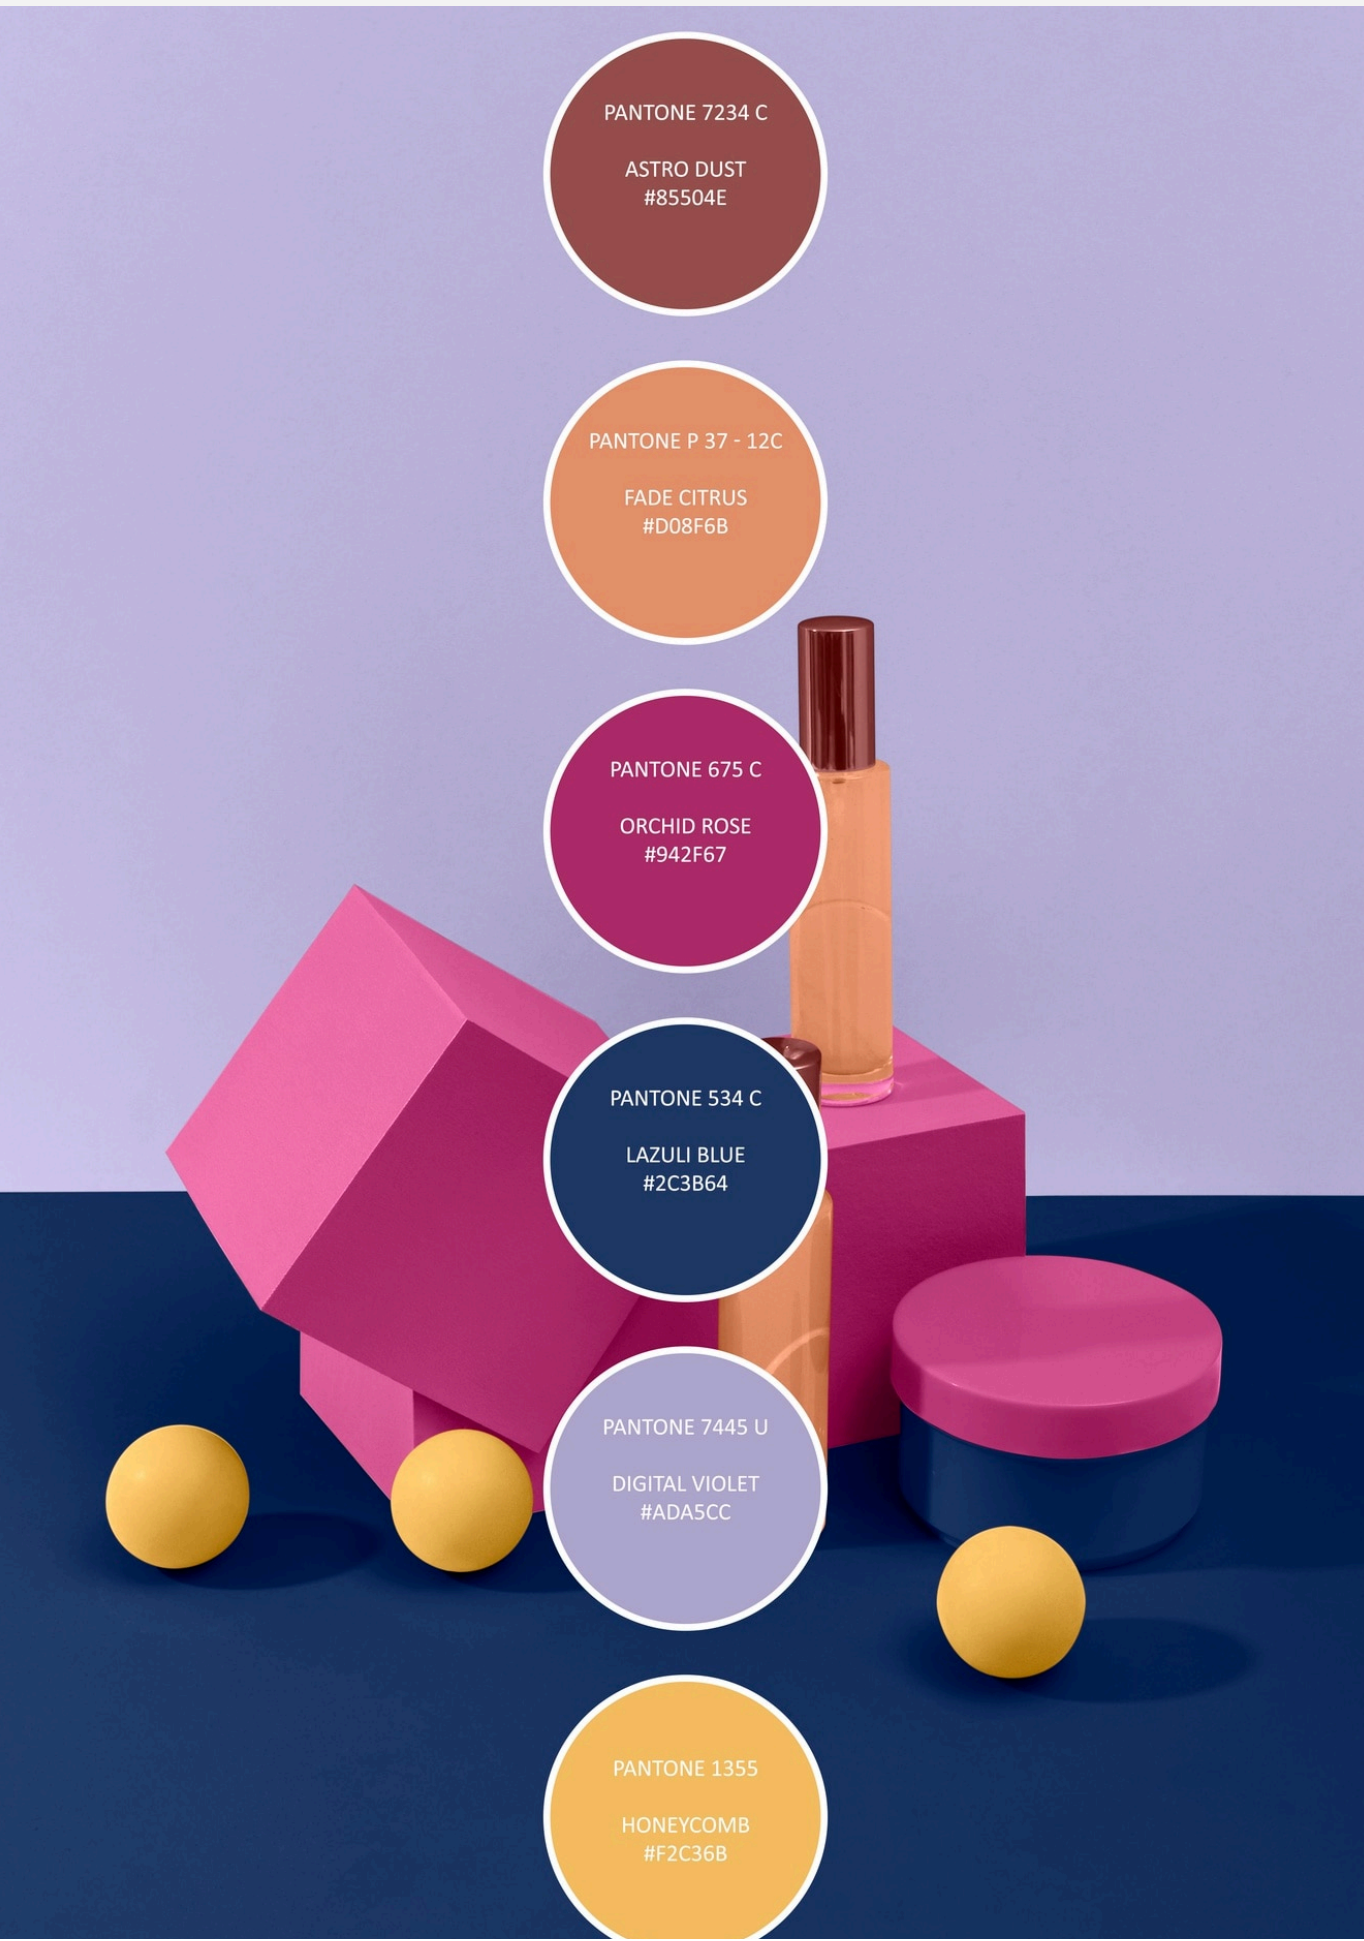 PANTONE 7234 C
ASTRO DUST
#85504E
PANTONE P 37 - 12C
FADE CITRUS
#D08F6B
PANTONE 675 C
ORCHID ROSE
#942F67
PANTONE 534 C
LAZULI BLUE
#2C3B64
PANTONE 7445 U
DIGITAL VIOLET
#ADA5CC
PANTONE 1355
HONEYCOMB
#F2C36B